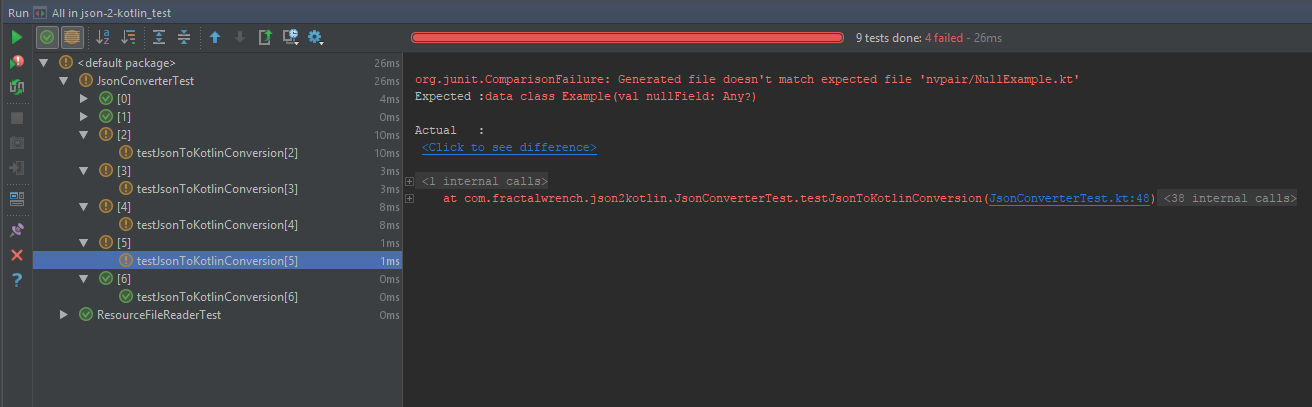 Run All in json-2-kotlin_test
9 tests done: 4 failed - 26ms
<default package> 26ms
JsonConverterTest 26ms
[0] 4ms
[1] 0ms
[2] 10ms
testJsonToKotlinConversion[2] 10ms
[3] 3ms
testJsonToKotlinConversion[3] 3ms
[4] 8ms
testJsonToKotlinConversion[4] 8ms
[5] 1ms
testJsonToKotlinConversion[5] 1ms
[6] 0ms
testJsonToKotlinConversion[6] 0ms
ResourceFileReaderTest 0ms
org.junit.ComparisonFailure: Generated file doesn't match expected file 'nvpair/NullExample.kt'
Expected :data class Example(val nullField: Any?)
Actual :
<Click to see difference>
<1 internal calls>
at com.fractalwrench.json2kotlin.JsonConverterTest.testJsonToKotlinConversion(JsonConverterTest.kt:48) <38 internal calls>